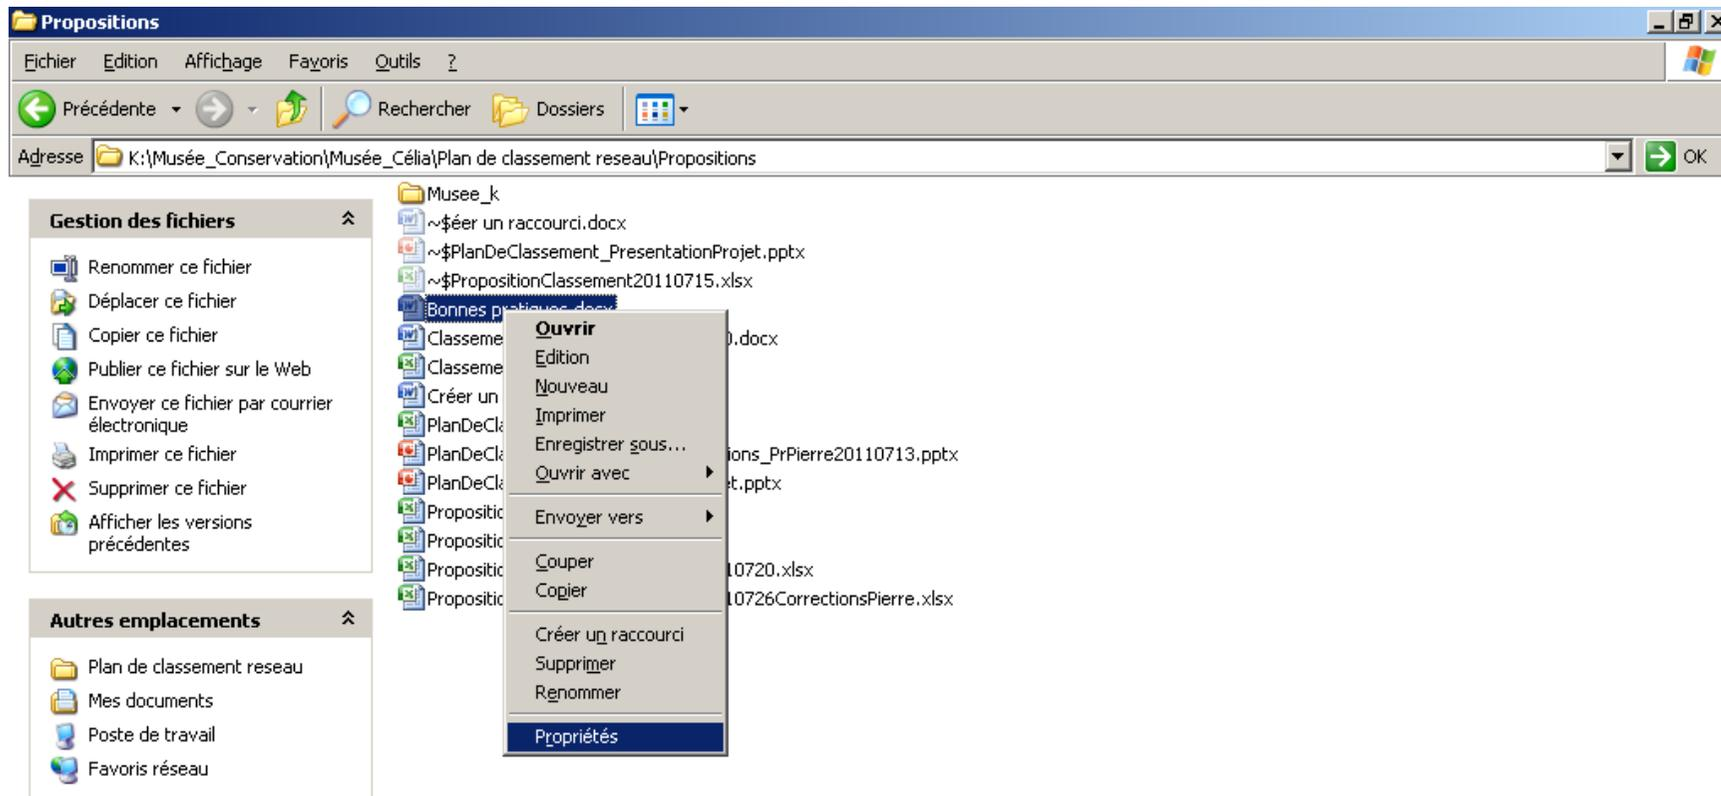 Propositions
Fichier Edition Affichage Favoris Outils ?
Précédente Rechercher Dossiers
Adresse K:\Musée_Conservation\Musée_Célia\Plan de classement reseau\Propositions OK
Gestion des fichiers
Renommer ce fichier
Déplacer ce fichier
Copier ce fichier
Publier ce fichier sur le Web
Envoyer ce fichier par courrier
électronique
Imprimer ce fichier
Supprimer ce fichier
Afficher les versions
précédentes
Autres emplacements
Plan de classement reseau
Mes documents
Poste de travail
Favoris réseau
Musee_k
~$éer un raccourci.docx
~$PlanDeClassement_PresentationProjet.pptx
~$PropositionClassement20110715.xlsx
Bonnes pratiques.docx
Classeme 0.docx
Classeme
Créer un
PlanDeCla
PlanDeCla ions_PrPierre20110713.pptx
PlanDeCla t.pptx
Propositio
Propositio
Propositio 10720.xlsx
Propositio 10726CorrectionsPierre.xlsx
Ouvrir
Edition
Nouveau
Imprimer
Enregistrer sous...
Ouvrir avec
Envoyer vers
Couper
Copier
Créer un raccourci
Supprimer
Renommer
Propriétés